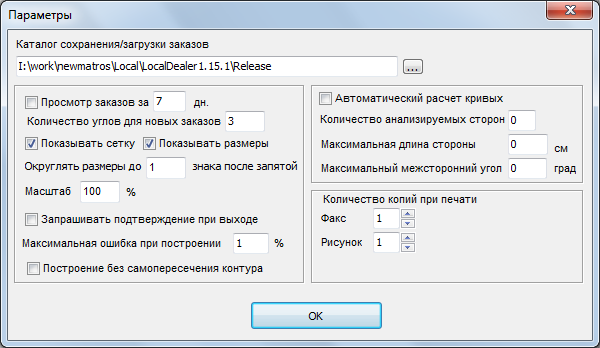 Параметры
Каталог сохранения/загрузки заказов
I:\work\newmatros\Local\LocalDealer1.15.1\Release
...
Просмотр заказов за 7 дн.
Количество углов для новых заказов 3
Показывать сетку Показывать размеры
Округлять размеры до 1 знака после запятой
Масштаб 100 %
Запрашивать подтверждение при выходе
Максимальная ошибка при построении 1 %
Построение без самопересечения контура
Автоматический расчет кривых
Количество анализируемых сторон 0
Максимальная длина стороны 0 см
Максимальный межсторонний угол 0 град
Количество копий при печати
Факс 1
Рисунок 1
OK